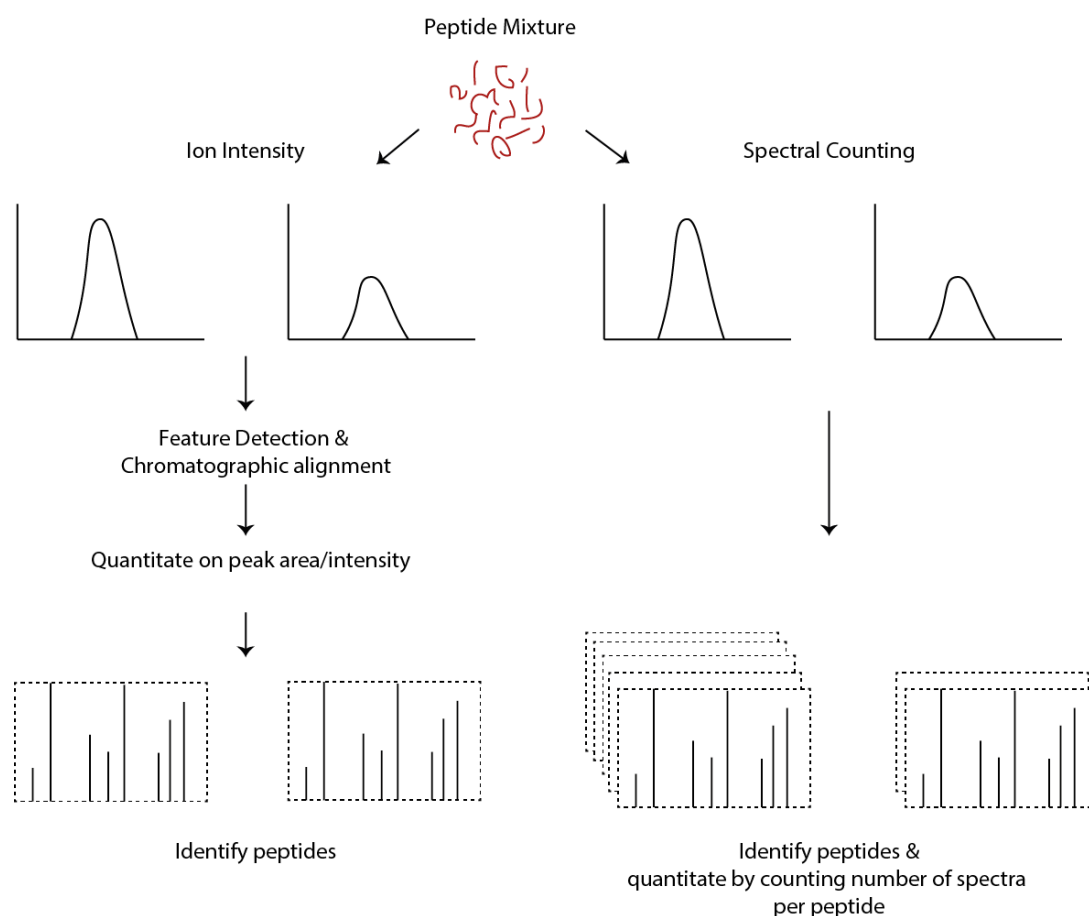 Peptide Mixture
Ion Intensity
Spectral Counting
Feature Detection &
Chromatographic alignment
Quantitate on peak area/intensity
Identify peptides
Identify peptides &
quantitate by counting number of spectra
per peptide